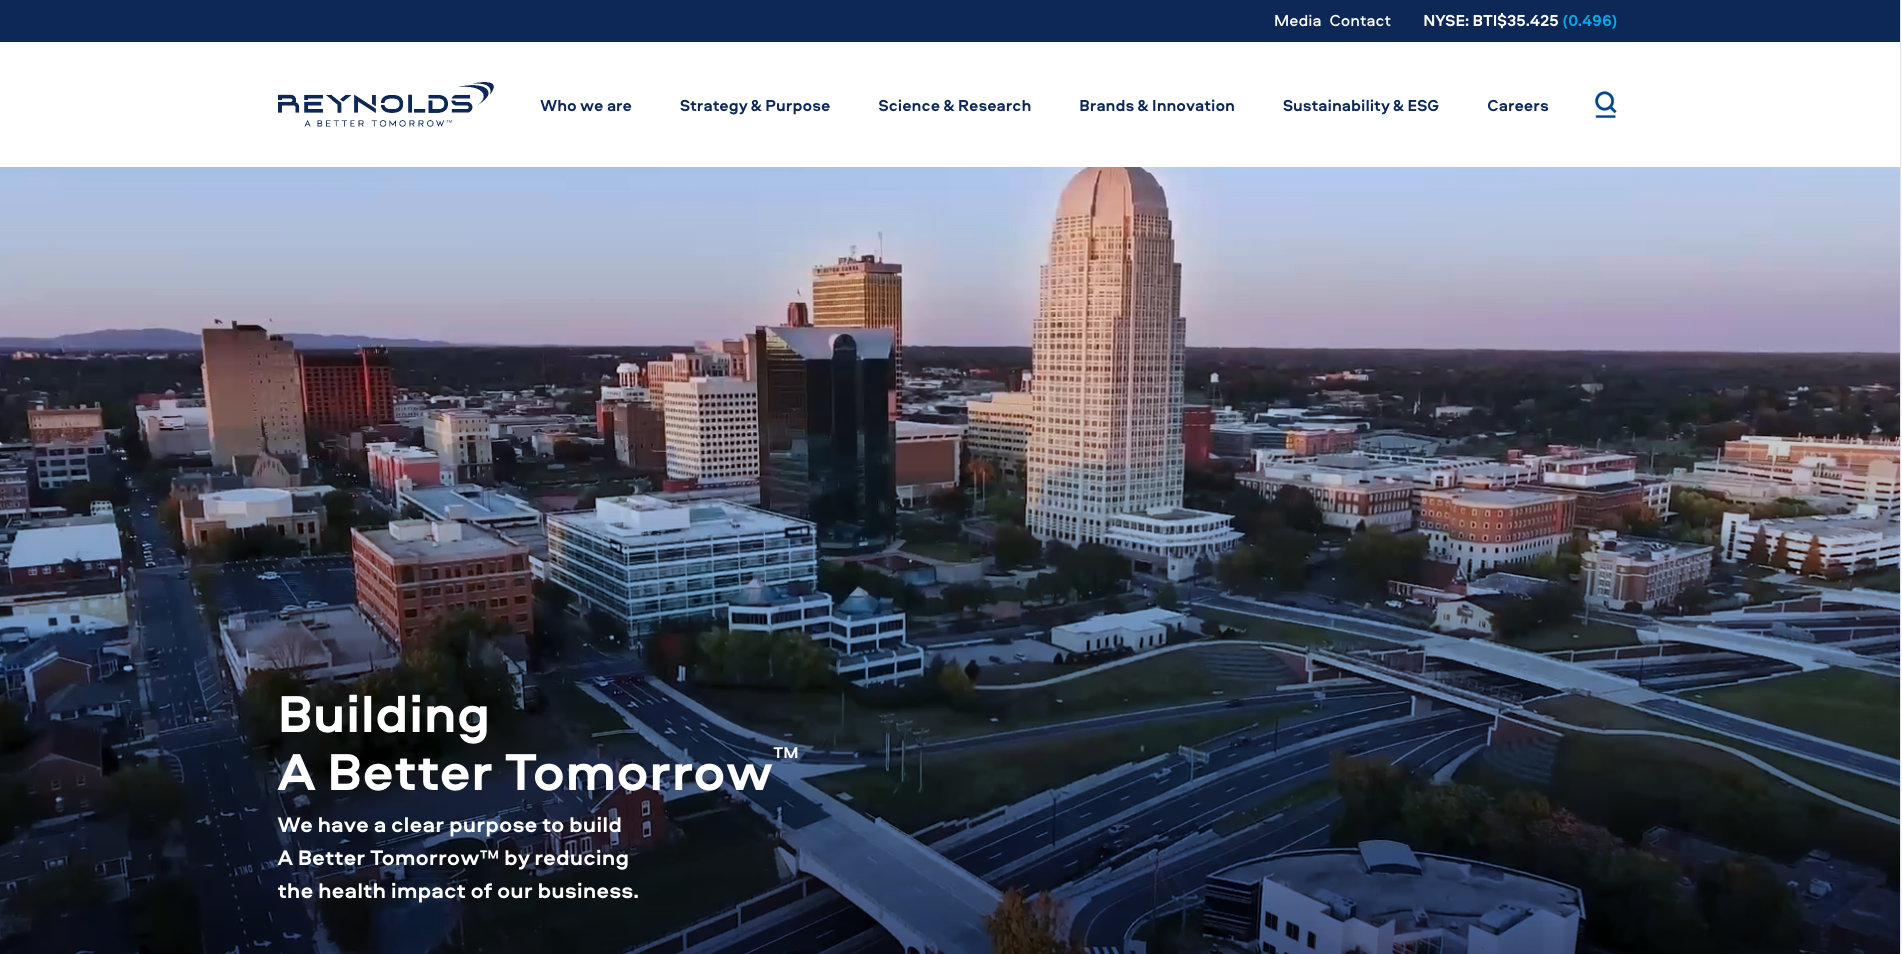 Media Contact NYSE: BTI$35.425 (0.496)
REYNOLDS
A BETTER TOMORROW™
Who we are
Strategy & Purpose
Science & Research
Brands & Innovation
Sustainability & ESG
Careers
Building
A Better Tomorrow™
We have a clear purpose to build
A Better Tomorrow™ by reducing
the health impact of our business.